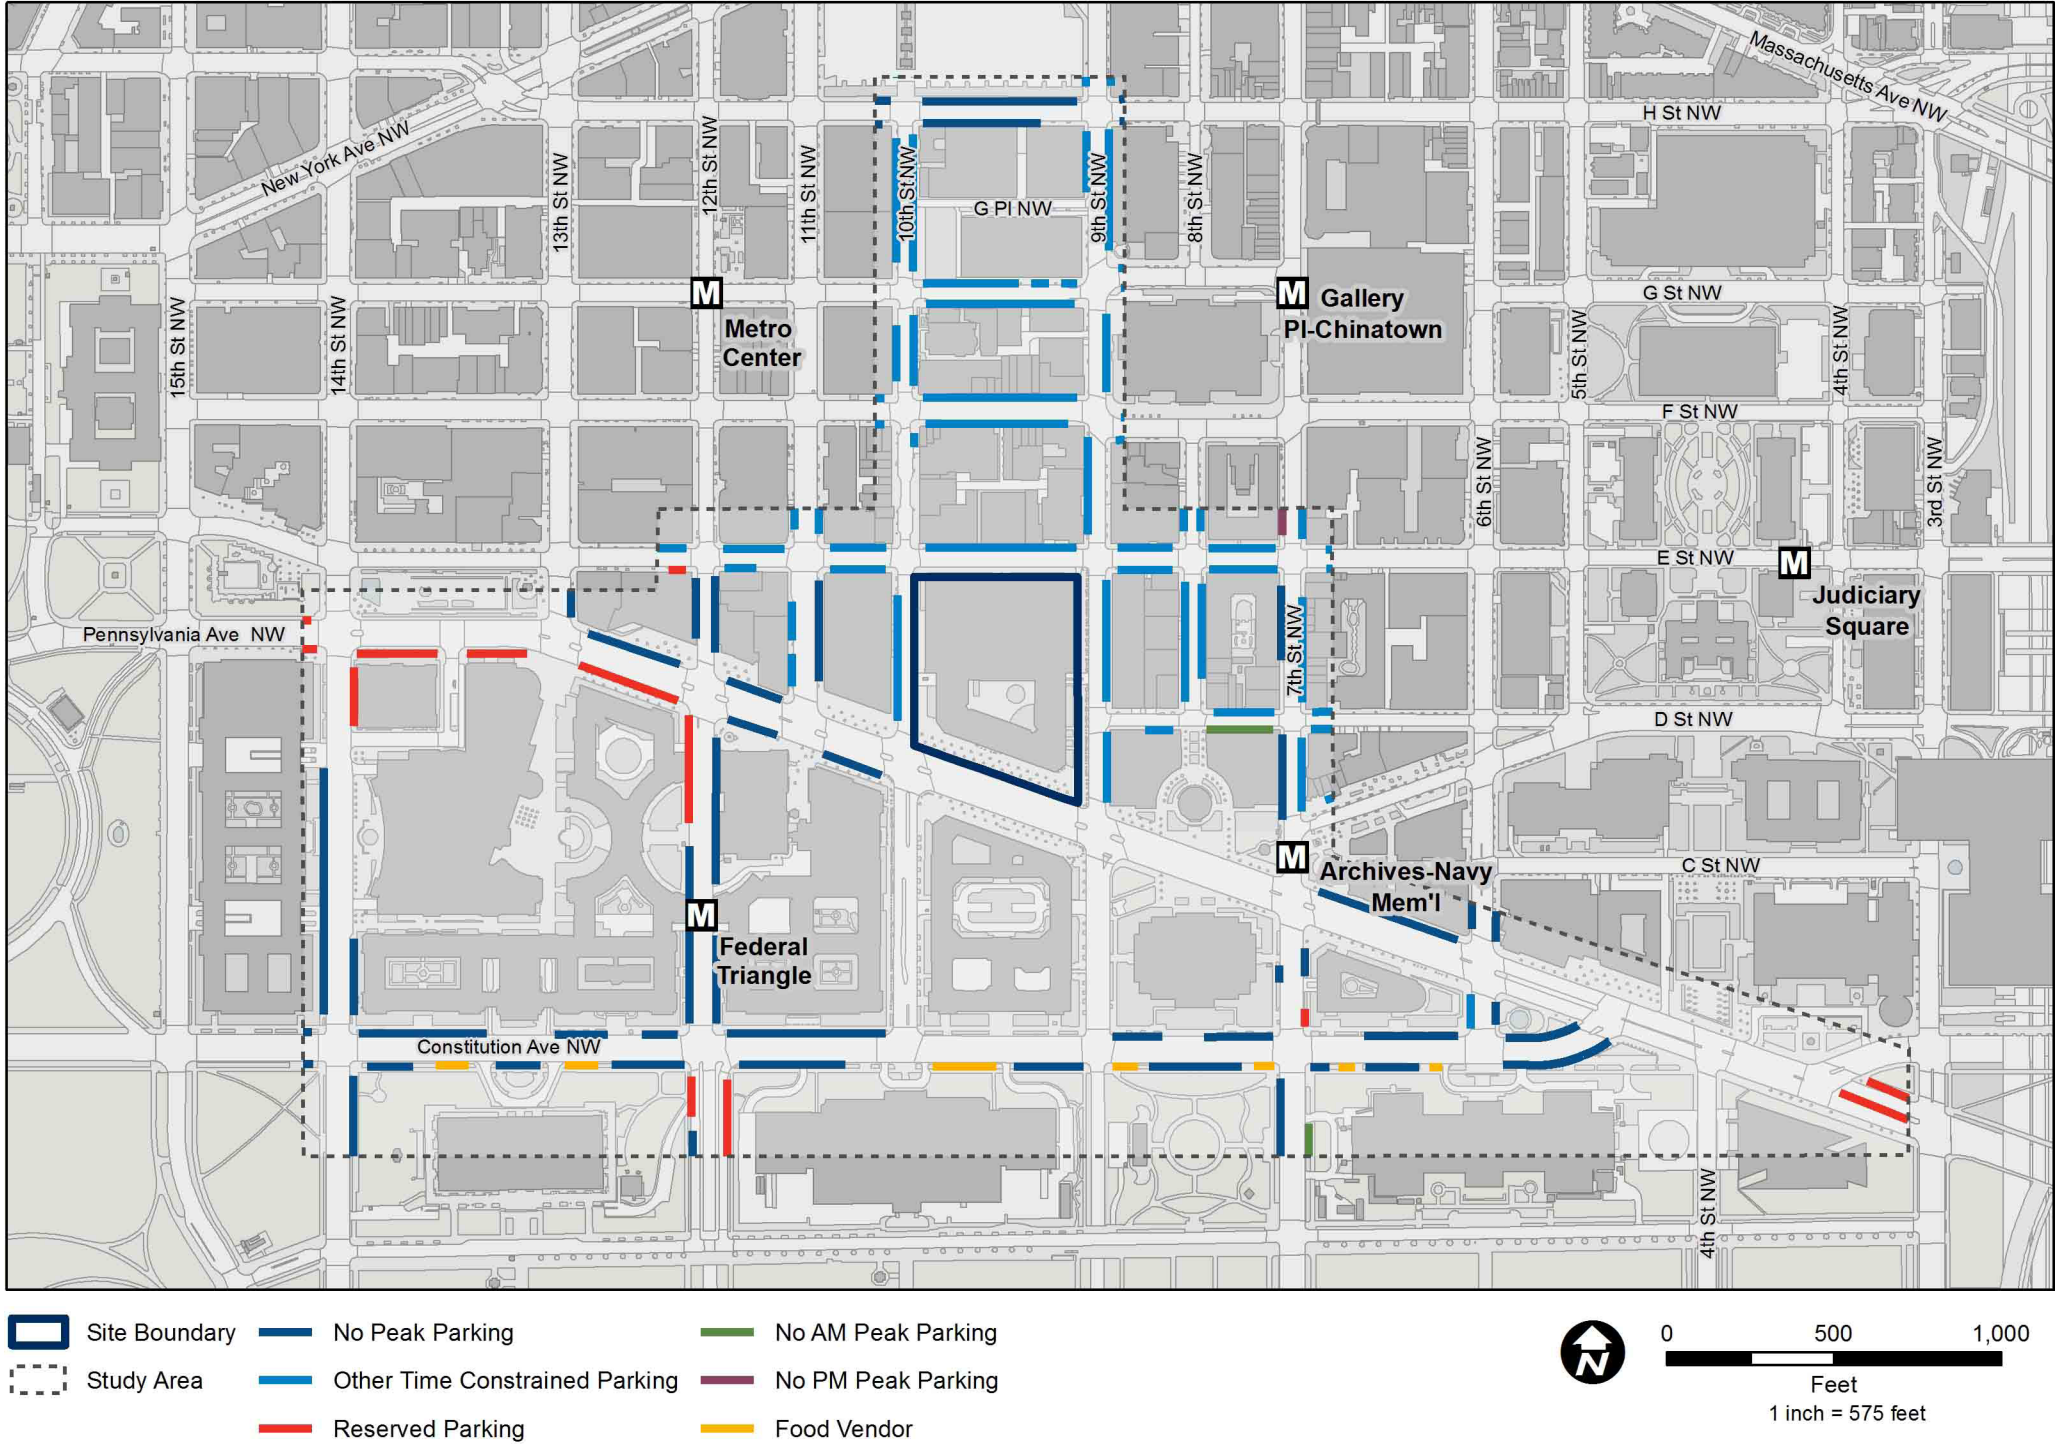 Massachusetts Ave NW
H St NW
New York Ave NW
13th St NW
12th St NW
11th St NW
10th St NW
9th St NW
8th St NW
G Pl NW
M
M
Gallery
Pl-Chinatown
G St NW
Metro
Center
15th St NW
14th St NW
5th St NW
4th St NW
F St NW
6th St NW
3rd St NW
E St NW
M
Judiciary
Square
Pennsylvania Ave NW
7th St NW
D St NW
M
Archives-Navy
Mem'l
C St NW
M
Federal
Triangle
Constitution Ave NW
4th St NW
Site Boundary
No Peak Parking
No AM Peak Parking
Study Area
Other Time Constrained Parking
No PM Peak Parking
Reserved Parking
Food Vendor
N
0 500 1,000
Feet
1 inch = 575 feet